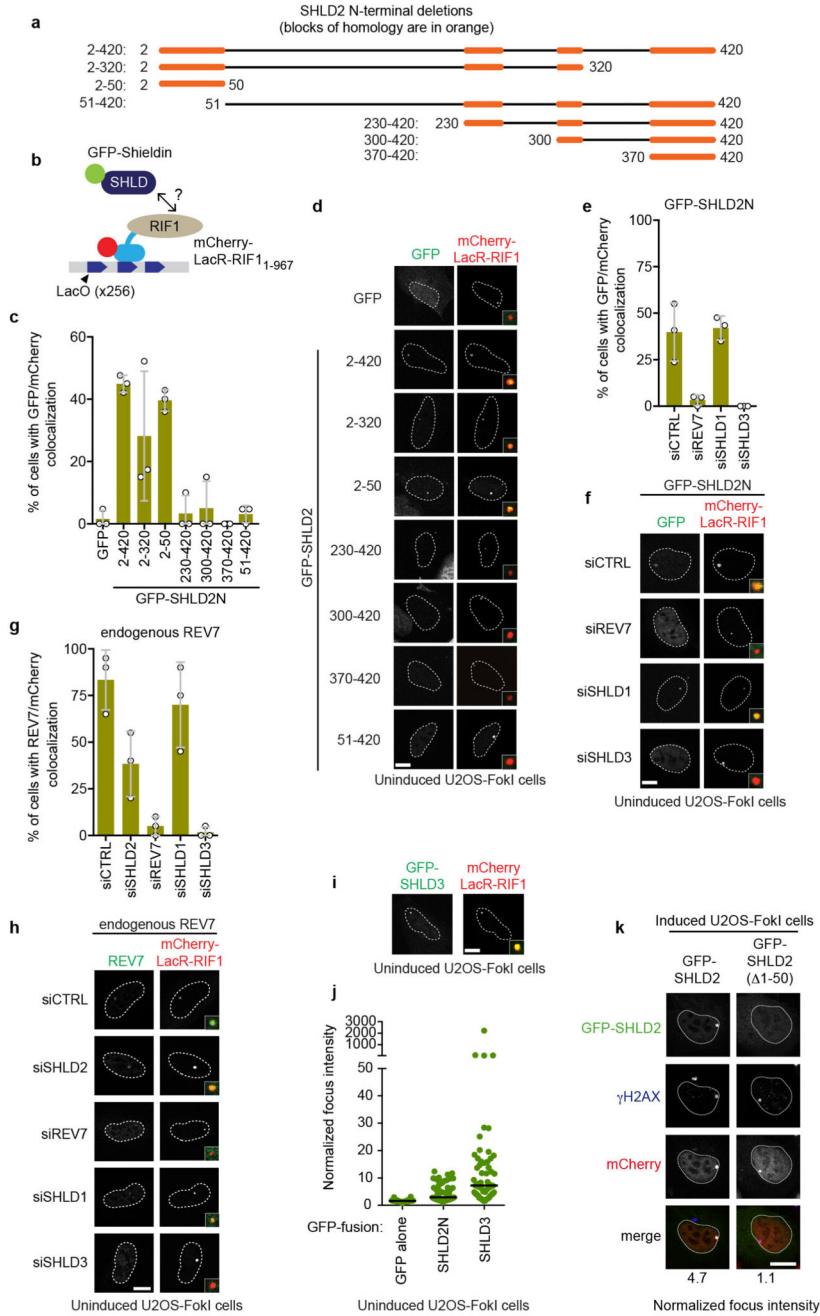 a
SHLD2 N-terminal deletions
(blocks of homology are in orange)
2-420: 2 420
2-320: 2 320
2-50: 2 50
51-420: 51 420
230-420: 230 420
300-420: 300 420
370-420: 370 420
b
GFP-Shieldin
SHLD
?
RIF1
mCherry-
LacR-RIF1₁₋₉₆₇
LacO (x256)
c
% of cells with GFP/mCherry
colocalization
60
40
20
0
GFP
2-420
2-320
2-50
230-420
300-420
370-420
51-420
GFP-SHLD2N
d
GFP
mCherry-
LacR-RIF1
GFP
GFP-SHLD2
2-420
2-320
2-50
230-420
300-420
370-420
51-420
Uninduced U2OS-FokI cells
e
GFP-SHLD2N
% of cells with GFP/mCherry
colocalization
100
75
50
25
0
siCTRL
siREV7
siSHLD1
siSHLD3
f
GFP-SHLD2N
GFP
mCherry-
LacR-RIF1
siCTRL
siREV7
siSHLD1
siSHLD3
Uninduced U2OS-FokI cells
g
endogenous REV7
% of cells with REV7/mCherry
colocalization
100
75
50
25
0
siCTRL
siSHLD2
siREV7
siSHLD1
siSHLD3
h
endogenous REV7
REV7
mCherry-
LacR-RIF1
siCTRL
siSHLD2
siREV7
siSHLD1
siSHLD3
Uninduced U2OS-FokI cells
i
GFP-
SHLD3
mCherry
LacR-RIF1
Uninduced U2OS-FokI cells
j
Normalized focus intensity
3000
2000
1000
50
40
30
20
10
0
GFP-fusion:
GFP alone
SHLD2N
SHLD3
Uninduced U2OS-FokI cells
k
Induced U2OS-FokI cells
GFP-
SHLD2
GFP-
SHLD2
(Δ1-50)
GFP-SHLD2
γH2AX
mCherry
merge
4.7 1.1
Normalized focus intensity